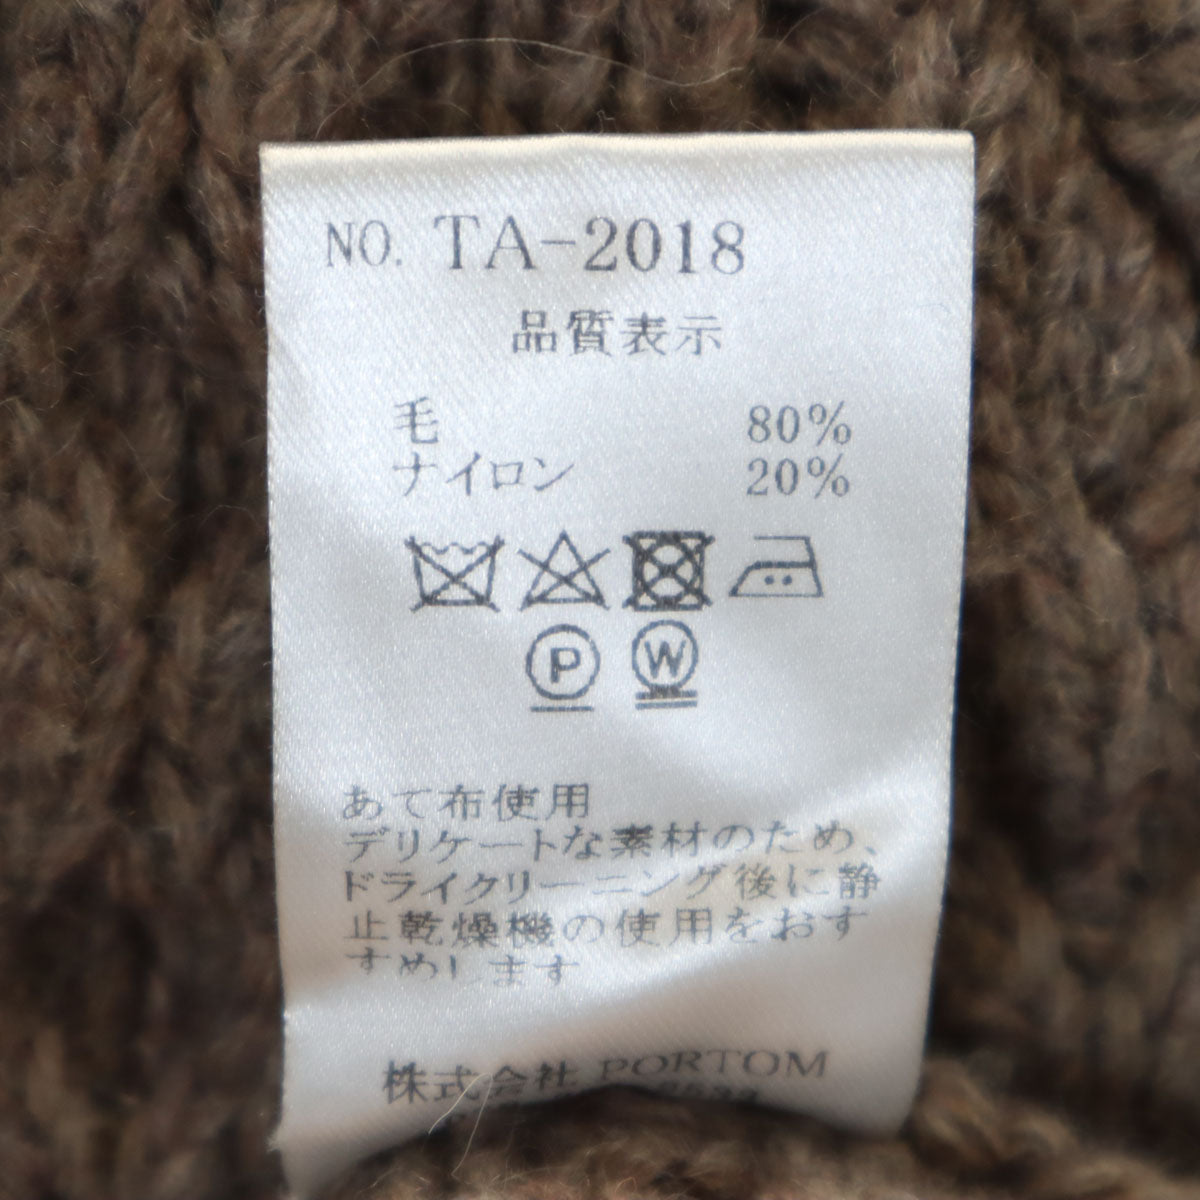 NO. TA-2018
品質表示
毛 80%
ナイロン 20%
P W
あて布使用
デリケートな素材のため、
ドライクリーニング後に静
止乾燥機の使用をおす
すめします
株式会社 PORTOM